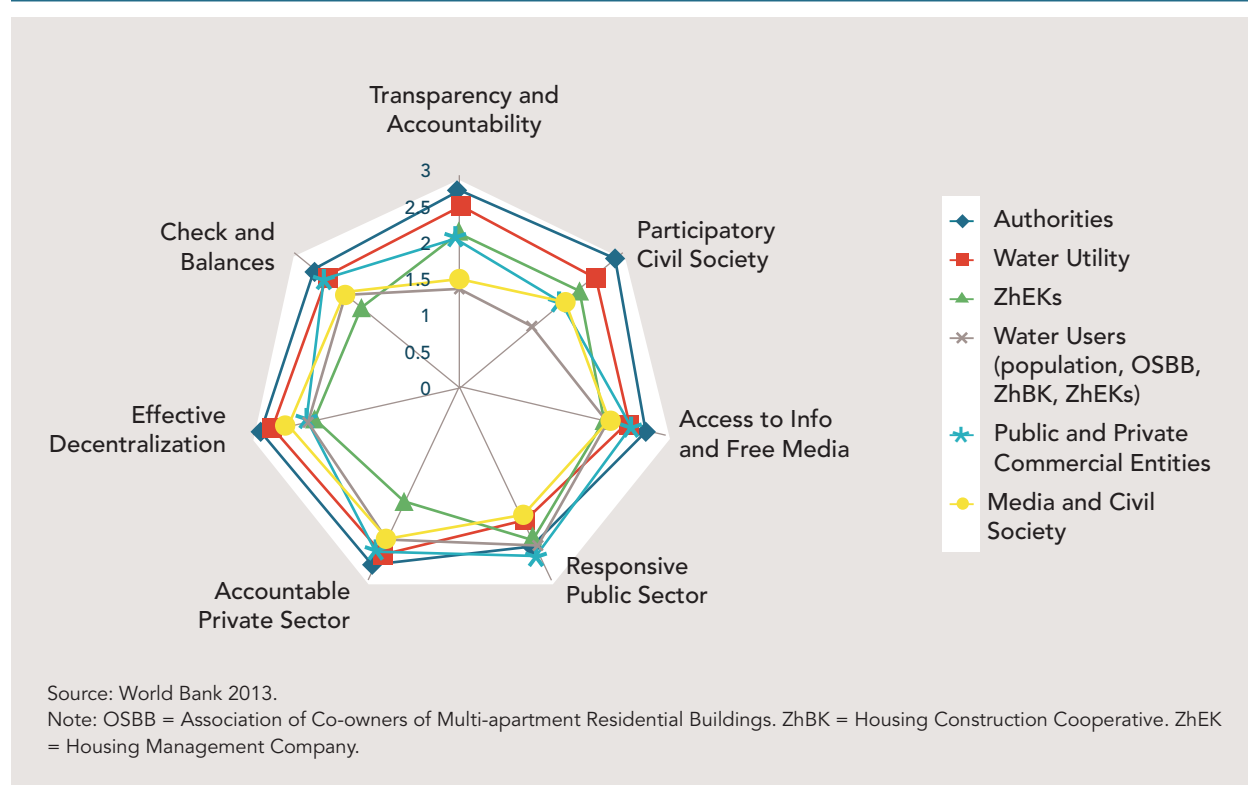 Transparency and
Accountability
3
2.5
2
1.5
1
0.5
0
Check and
Balances
Participatory
Civil Society
Effective
Decentralization
Access to Info
and Free Media
Accountable
Private Sector
Responsive
Public Sector
Authorities
Water Utility
ZhEKs
Water Users
(population, OSBB,
ZhBK, ZhEKs)
Public and Private
Commercial Entities
Media and Civil
Society
Source: World Bank 2013.
Note: OSBB = Association of Co-owners of Multi-apartment Residential Buildings. ZhBK = Housing Construction Cooperative. ZhEK
= Housing Management Company.